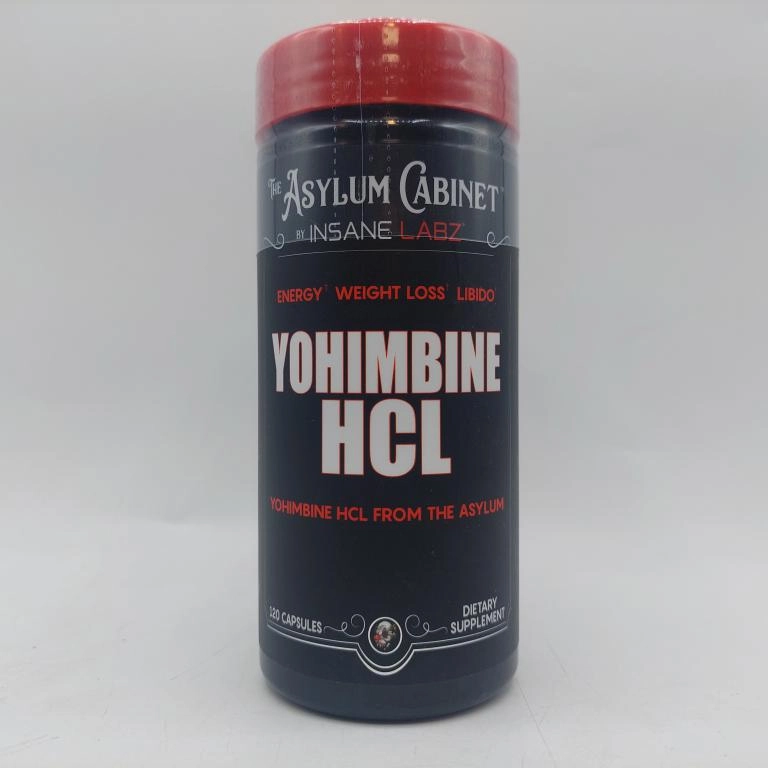 THE ASYLUM CABINET™
BY INSANE LABZ
ENERGY† WEIGHT LOSS† LIBIDO†
YOHIMBINE
HCL
YOHIMBINE HCL FROM THE ASYLUM
120 CAPSULES
DIETARY
SUPPLEMENT